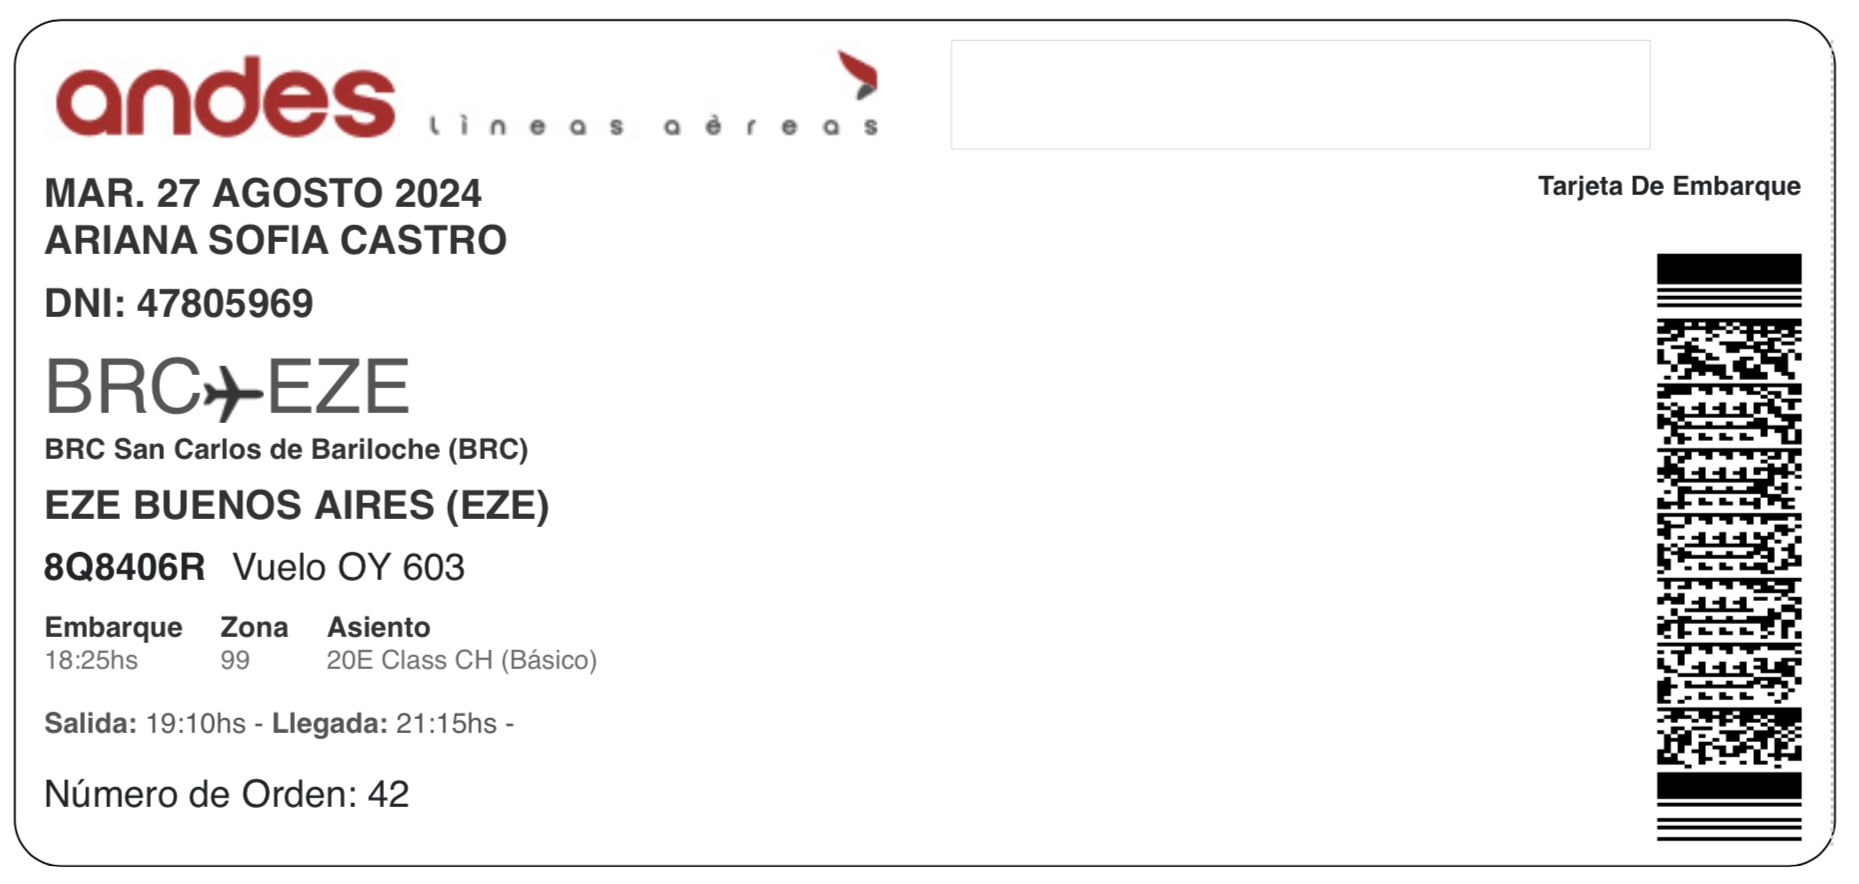 andes lìneas aèreas
Tarjeta De Embarque
MAR. 27 AGOSTO 2024
ARIANA SOFIA CASTRO
DNI: 47805969
BRC EZE
BRC San Carlos de Bariloche (BRC)
EZE BUENOS AIRES (EZE)
8Q8406R Vuelo OY 603
Embarque Zona Asiento
18:25hs 99 20E Class CH (Básico)
Salida: 19:10hs - Llegada: 21:15hs -
Número de Orden: 42